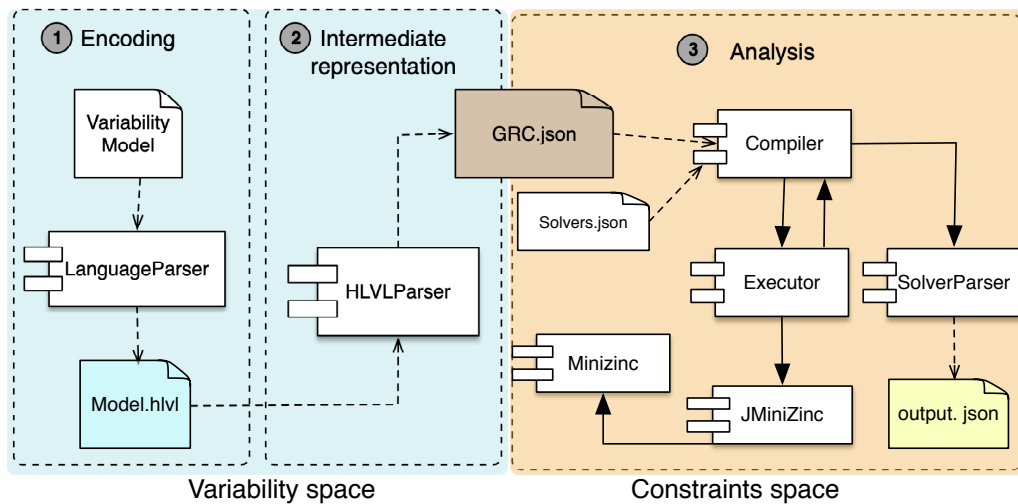 1 Encoding
2 Intermediate
representation
3 Analysis
Variability
Model
GRC.json
Compiler
Solvers.json
LanguageParser
HLVLParser
Executor
SolverParser
Minizinc
Model.hlvl
JMiniZinc
output. json
Variability space
Constraints space